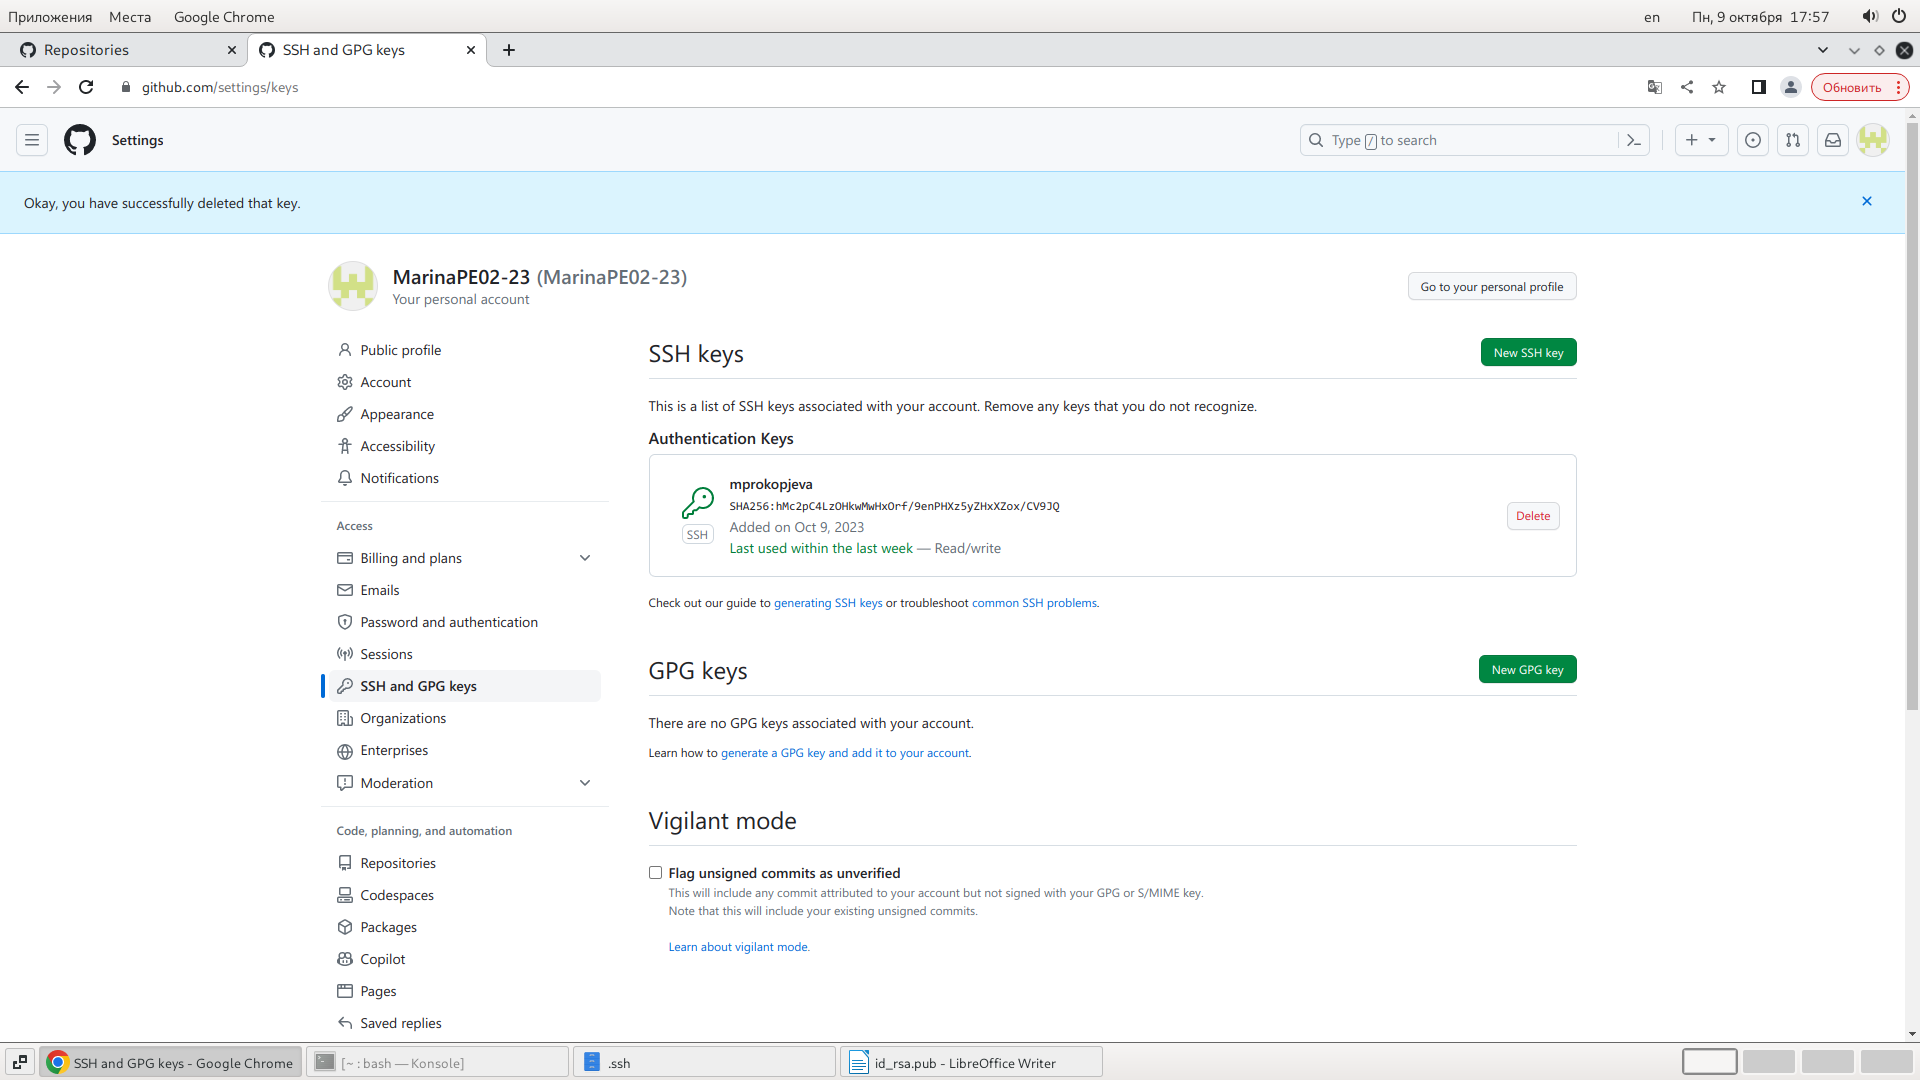 Приложения Места Google Chrome en Пн, 9 октября 17:57
Repositories SSH and GPG keys
github.com/settings/keys Обновить
Settings Type / to search
Okay, you have successfully deleted that key.
MarinaPE02-23 (MarinaPE02-23)
Your personal account
Go to your personal profile
Public profile
Account
Appearance
Accessibility
Notifications
Access
Billing and plans
Emails
Password and authentication
Sessions
SSH and GPG keys
Organizations
Enterprises
Moderation
Code, planning, and automation
Repositories
Codespaces
Packages
Copilot
Pages
Saved replies
SSH keys
New SSH key
This is a list of SSH keys associated with your account. Remove any keys that you do not recognize.
Authentication Keys
mprokopjeva
SHA256:hMc2pC4LzOHkwMwHxOrf/9enPHXz5yZHxXZox/CV9JQ
Added on Oct 9, 2023
Last used within the last week — Read/write
SSH
Delete
Check out our guide to generating SSH keys or troubleshoot common SSH problems.
GPG keys
New GPG key
There are no GPG keys associated with your account.
Learn how to generate a GPG key and add it to your account.
Vigilant mode
Flag unsigned commits as unverified
This will include any commit attributed to your account but not signed with your GPG or S/MIME key.
Note that this will include your existing unsigned commits.
Learn about vigilant mode.
SSH and GPG keys - Google Chrome [~ : bash — Konsole] .ssh id_rsa.pub - LibreOffice Writer